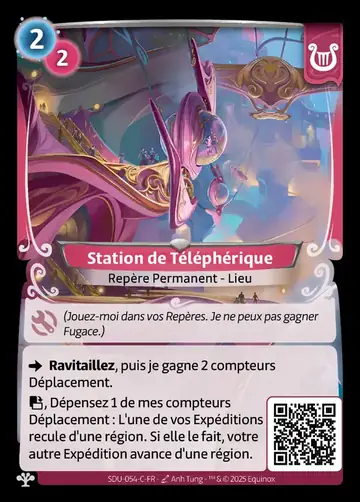 2
2
Station de Téléphérique
Repère Permanent - Lieu
(Jouez-moi dans vos Repères. Je ne peux pas gagner
Fugace.)
Ravitaillez, puis je gagne 2 compteurs
Déplacement.
, Dépensez 1 de mes compteurs
Déplacement : L'une de vos Expéditions
recule d'une région. Si elle le fait, votre
autre Expédition avance d'une région.
SDU-054-C-FR - Anh Tung - ™ & © 2025 Equinox